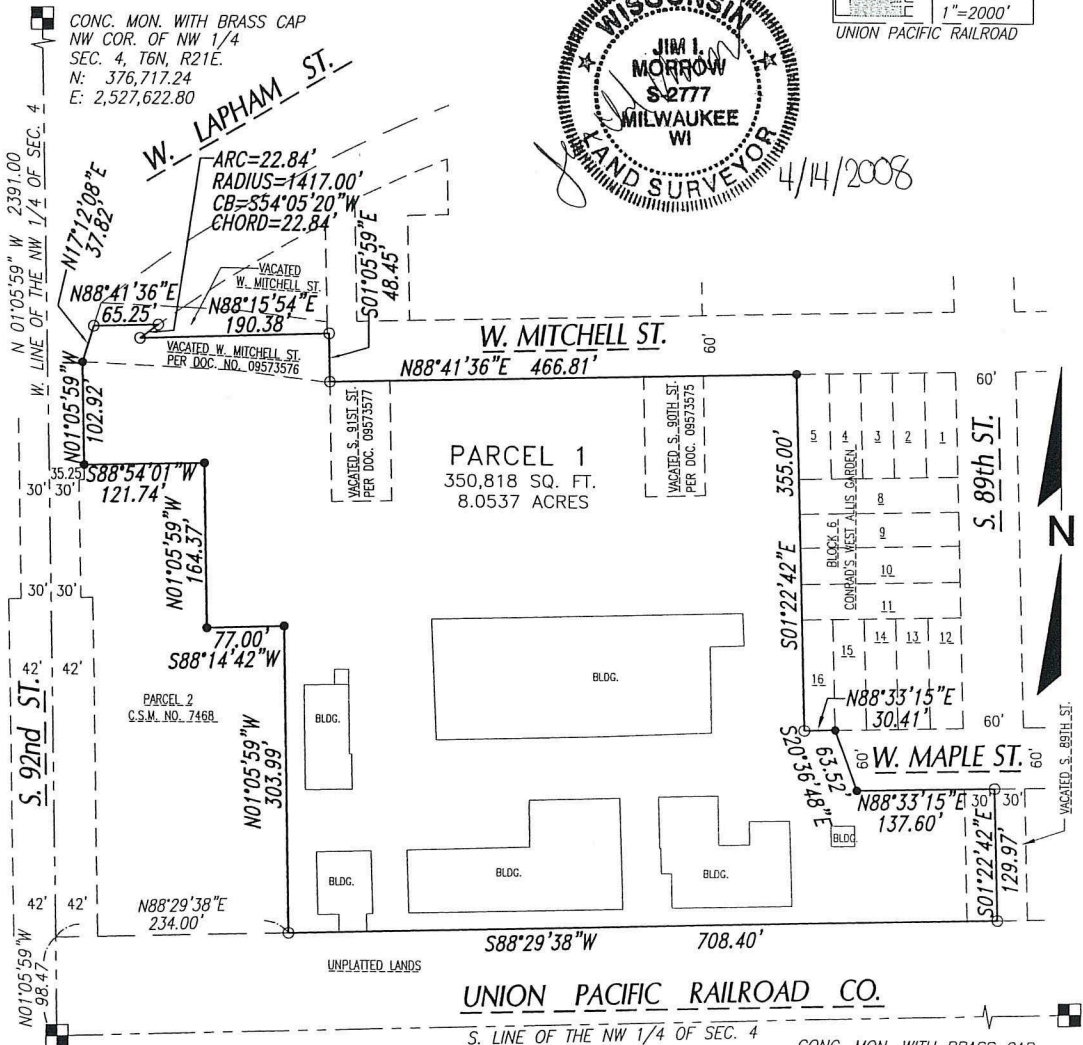 CONC. MON. WITH BRASS CAP
NW COR. OF NW 1/4
SEC. 4, T6N, R21E.
N: 376,717.24
E: 2,527,622.80
WISCONSIN
JIM I.
MORROW
S-2777
MILWAUKEE
WI
LAND SURVEYOR
4/14/2008
1"=2000'
UNION PACIFIC RAILROAD
W. LAPHAM ST.
ARC=22.84'
RADIUS=1417.00'
CB=S54°05'20"W
CHORD=22.84'
N 01°05'59" W 2391.00
W. LINE OF THE NW 1/4 OF SEC. 4
N17°12'08"E
37.82'
S01°05'59"E
48.45'
VACATED
W. MITCHELL ST.
N88°41'36"E
65.25'
N88°15'54"E
190.38'
VACATED W. MITCHELL ST.
PER DOC. NO. 09573576
W. MITCHELL ST.
60'
N88°41'36"E 466.81'
N01°05'59"W
102.92'
35.25
S88°54'01"W
121.74'
30' 30'
VACATED S. 91ST ST.
PER DOC. 09573577
VACATED S. 90TH ST.
PER DOC. 09573575
PARCEL 1
350,818 SQ. FT.
8.0537 ACRES
S01°22'42"E
355.00'
5 4 3 2 1
8
9
10
11
16 15 14 13 12
BLOCK 6
CONRAD'S WEST ALLIS GARDEN
60'
S. 89th ST.
N
N01°05'59"W
164.37'
30' 30'
77.00'
S88°14'42"W
42' 42'
S. 92nd ST.
PARCEL 2
C.S.M. NO. 7468
BLDG.
BLDG.
N88°33'15"E
30.41'
60'
S20°36'48"E
63.52'
60'
W. MAPLE ST.
60'
VACATED S. 89TH ST.
N01°05'59"W
303.99'
N88°33'15"E
137.60'
30' 30'
BLDG.
BLDG.
BLDG.
BLDG.
S01°22'42"E
129.97'
42' 42'
N88°29'38"E
234.00'
N01°05'59"W
98.47'
S88°29'38"W 708.40'
UNPLATTED LANDS
UNION PACIFIC RAILROAD CO.
S. LINE OF THE NW 1/4 OF SEC. 4
CONC. MON. WITH BRASS CAP